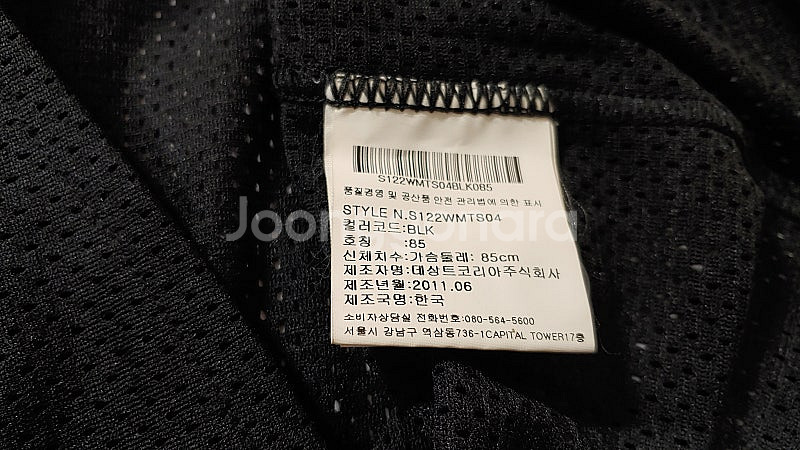 S122WMTS04BLK085
품질경영 및 공산품 안전 관리법에 의한 표시
STYLE N.S122WMTS04
컬러코드:BLK
호칭 :85
신체치수:가슴둘레: 85cm
제조자명:데상트코리아주식회사
제조년월:2011.06
제조국명:한국
소비자상담실 전화번호:080-564-5600
서울시 강남구 역삼동736-1CAPITAL TOWER17층
Joonggonara